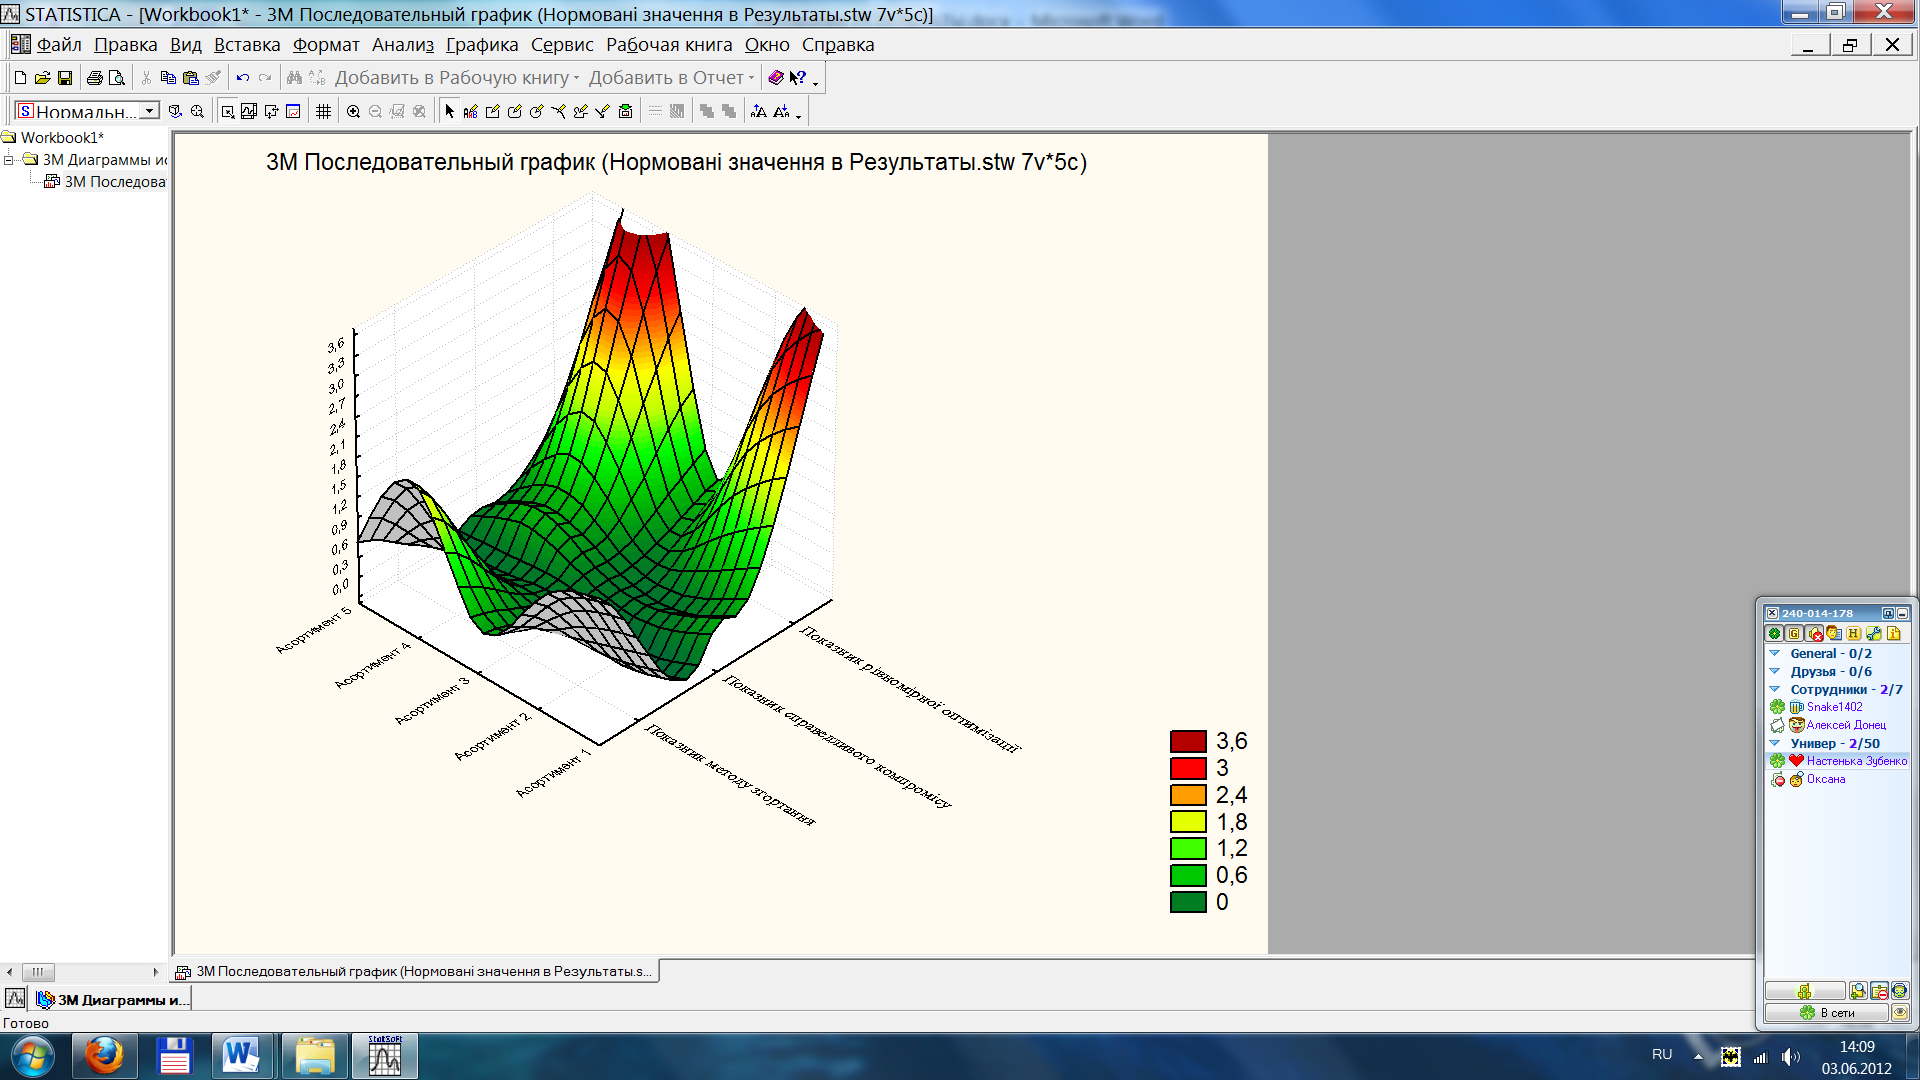 STATISTICA - [Workbook1* - 3М Последовательный график (Нормовані значення в Результаты.stw 7v*5c)]
Файл Правка Вид Вставка Формат Анализ Графика Сервис Рабочая книга Окно Справка
Добавить в Рабочую книгу Добавить в Отчет
Нормальн...
Workbook1*
3М Диаграммы ис
3М Последова
3М Последовательный график (Нормовані значення в Результаты.stw 7v*5c)
3,6
3,3
3,0
2,7
2,4
2,1
1,8
1,5
1,2
0,9
0,6
0,3
0,0
Асортимент 5
Асортимент 4
Асортимент 3
Асортимент 2
Асортимент 1
Показник рівномірної оптимізації
Показник справедливого компромісу
Показник методу згортання
3,6
3
2,4
1,8
1,2
0,6
0
240-014-178
General - 0/2
Друзья - 0/6
Сотрудники - 2/7
Snake1402
Алексей Донец
Универ - 2/50
Настенька Зубенко
Оксана
В сети
3М Последовательный график (Нормовані значення в Результаты.s...
3М Диаграммы и...
Готово
StatSoft
RU
14:09
03.06.2012